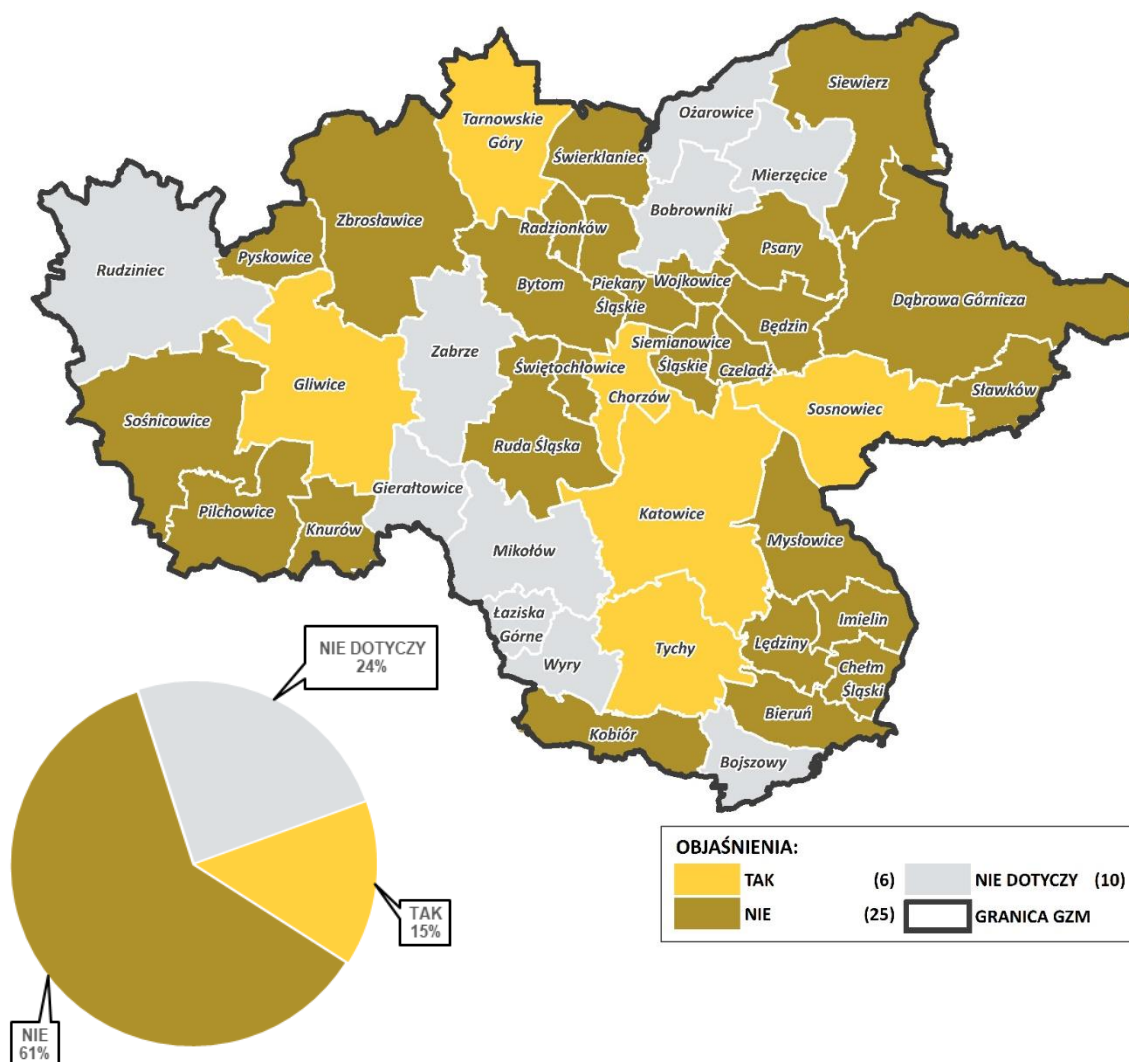 Siewierz
Ożarowice
Tarnowskie
Góry
Świerklaniec
Mierzęcice
Bobrowniki
Zbrosławice
Radzionków
Psary
Pyskowice
Rudziniec
Bytom
Piekary
Śląskie
Wojkowice
Dąbrowa Górnicza
Będzin
Siemianowice
Śląskie
Zabrze
Świętochłowice
Czeladź
Gliwice
Chorzów
Sosnowiec
Sławków
Sośnicowice
Ruda Śląska
Gierałtowice
Pilchowice
Knurów
Katowice
Mysłowice
Mikołów
Łaziska
Górne
Imielin
Lędziny
Tychy
Wyry
Chełm
Śląski
Bieruń
Kobiór
Bojszowy
NIE DOTYCZY
24%
TAK
15%
NIE
61%
OBJAŚNIENIA:
TAK (6)
NIE DOTYCZY (10)
NIE (25)
GRANICA GZM